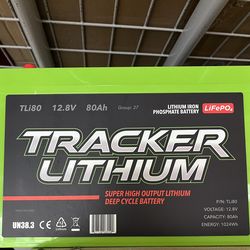 TLi80 12.8V 80Ah Group: 27
LITHIUM IRON
PHOSPHATE BATTERY
LiFePO₄
TRACKER
LITHIUM
SUPER HIGH OUTPUT LITHIUM
DEEP CYCLE BATTERY
UN38.3
CE
P/N: TLI80
VOLTAGE: 12.8V
CAPACITY: 80Ah
ENERGY: 1024Wh